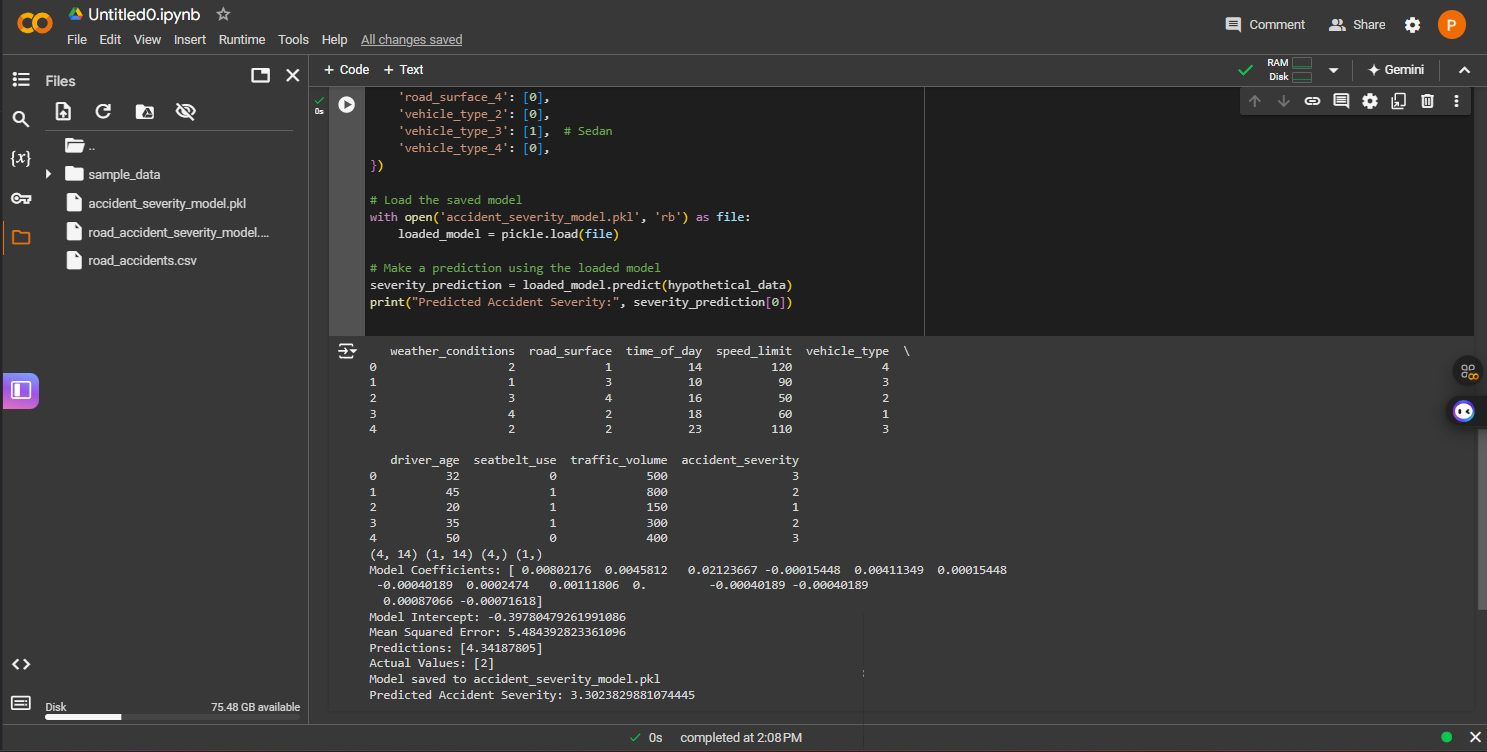 Untitled0.ipynb
File Edit View Insert Runtime Tools Help All changes saved
Comment Share P
Files
+ Code + Text
RAM
Disk
Gemini
{x}
..
sample_data
accident_severity_model.pkl
road_accident_severity_model....
road_accidents.csv
Disk 75.48 GB available
0s
'road_surface_4': [0],
'vehicle_type_2': [0],
'vehicle_type_3': [1],  # Sedan
'vehicle_type_4': [0],
})
# Load the saved model
with open('accident_severity_model.pkl', 'rb') as file:
loaded_model = pickle.load(file)
# Make a prediction using the loaded model
severity_prediction = loaded_model.predict(hypothetical_data)
print("Predicted Accident Severity:", severity_prediction[0])
weather_conditions road_surface time_of_day speed_limit vehicle_type \
0 2 1 14 120 4
1 1 3 10 90 3
2 3 4 16 50 2
3 4 2 18 60 1
4 2 2 23 110 3
driver_age seatbelt_use traffic_volume accident_severity
0 32 0 500 3
1 45 1 800 2
2 20 1 150 1
3 35 1 300 2
4 50 0 400 3
(4, 14) (1, 14) (4,) (1,)
Model Coefficients: [ 0.00802176 0.0045812 0.02123667 -0.00015448 0.00411349 0.00015448
-0.00040189 0.0002474 0.00111806 0. -0.00040189 -0.00040189
0.00087066 -0.00071618]
Model Intercept: -0.39780479261991086
Mean Squared Error: 5.484392823361096
Predictions: [4.34187805]
Actual Values: [2]
Model saved to accident_severity_model.pkl
Predicted Accident Severity: 3.3023829881074445
0s completed at 2:08 PM